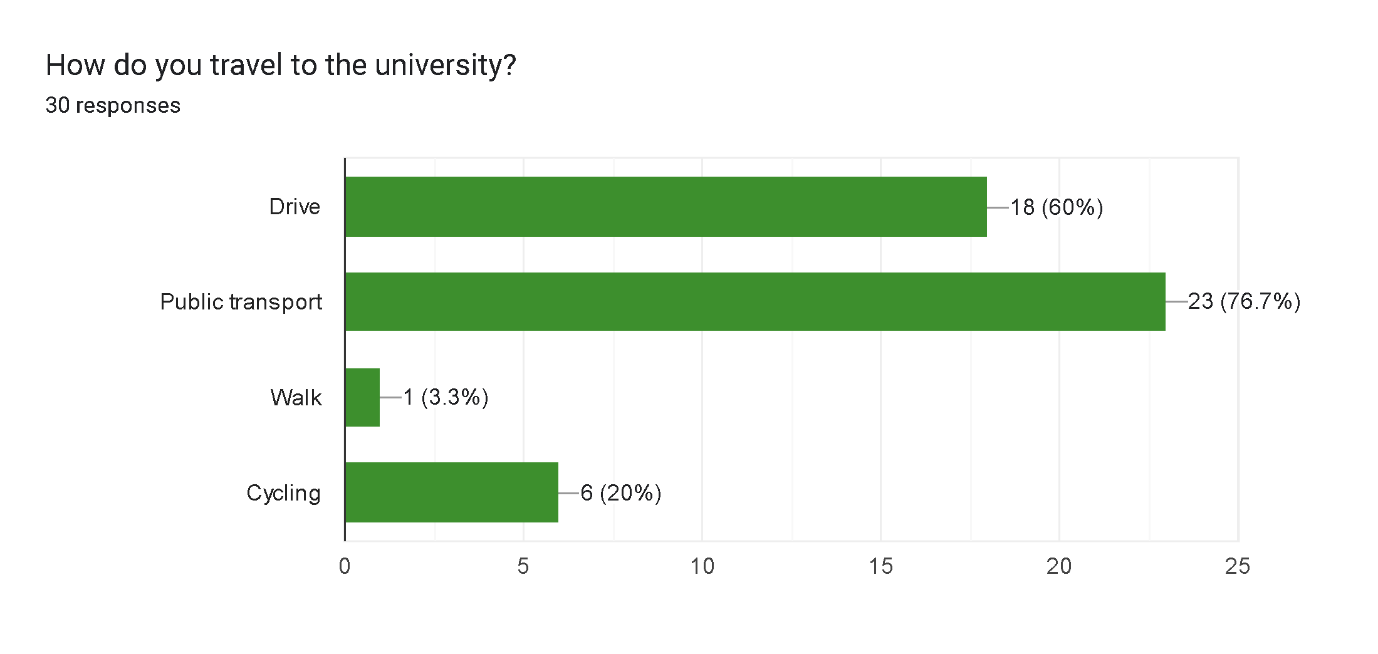 How do you travel to the university?
30 responses
Drive
18 (60%)
Public transport
23 (76.7%)
Walk
1 (3.3%)
Cycling
6 (20%)
0 5 10 15 20 25